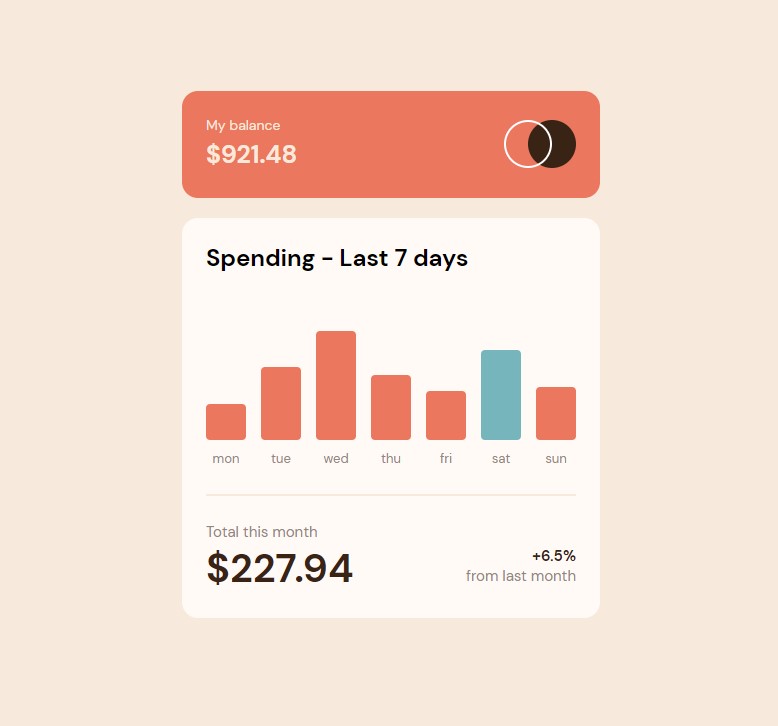 My balance
$921.48
Spending - Last 7 days
mon tue wed thu fri sat sun
Total this month
$227.94
+6.5%
from last month